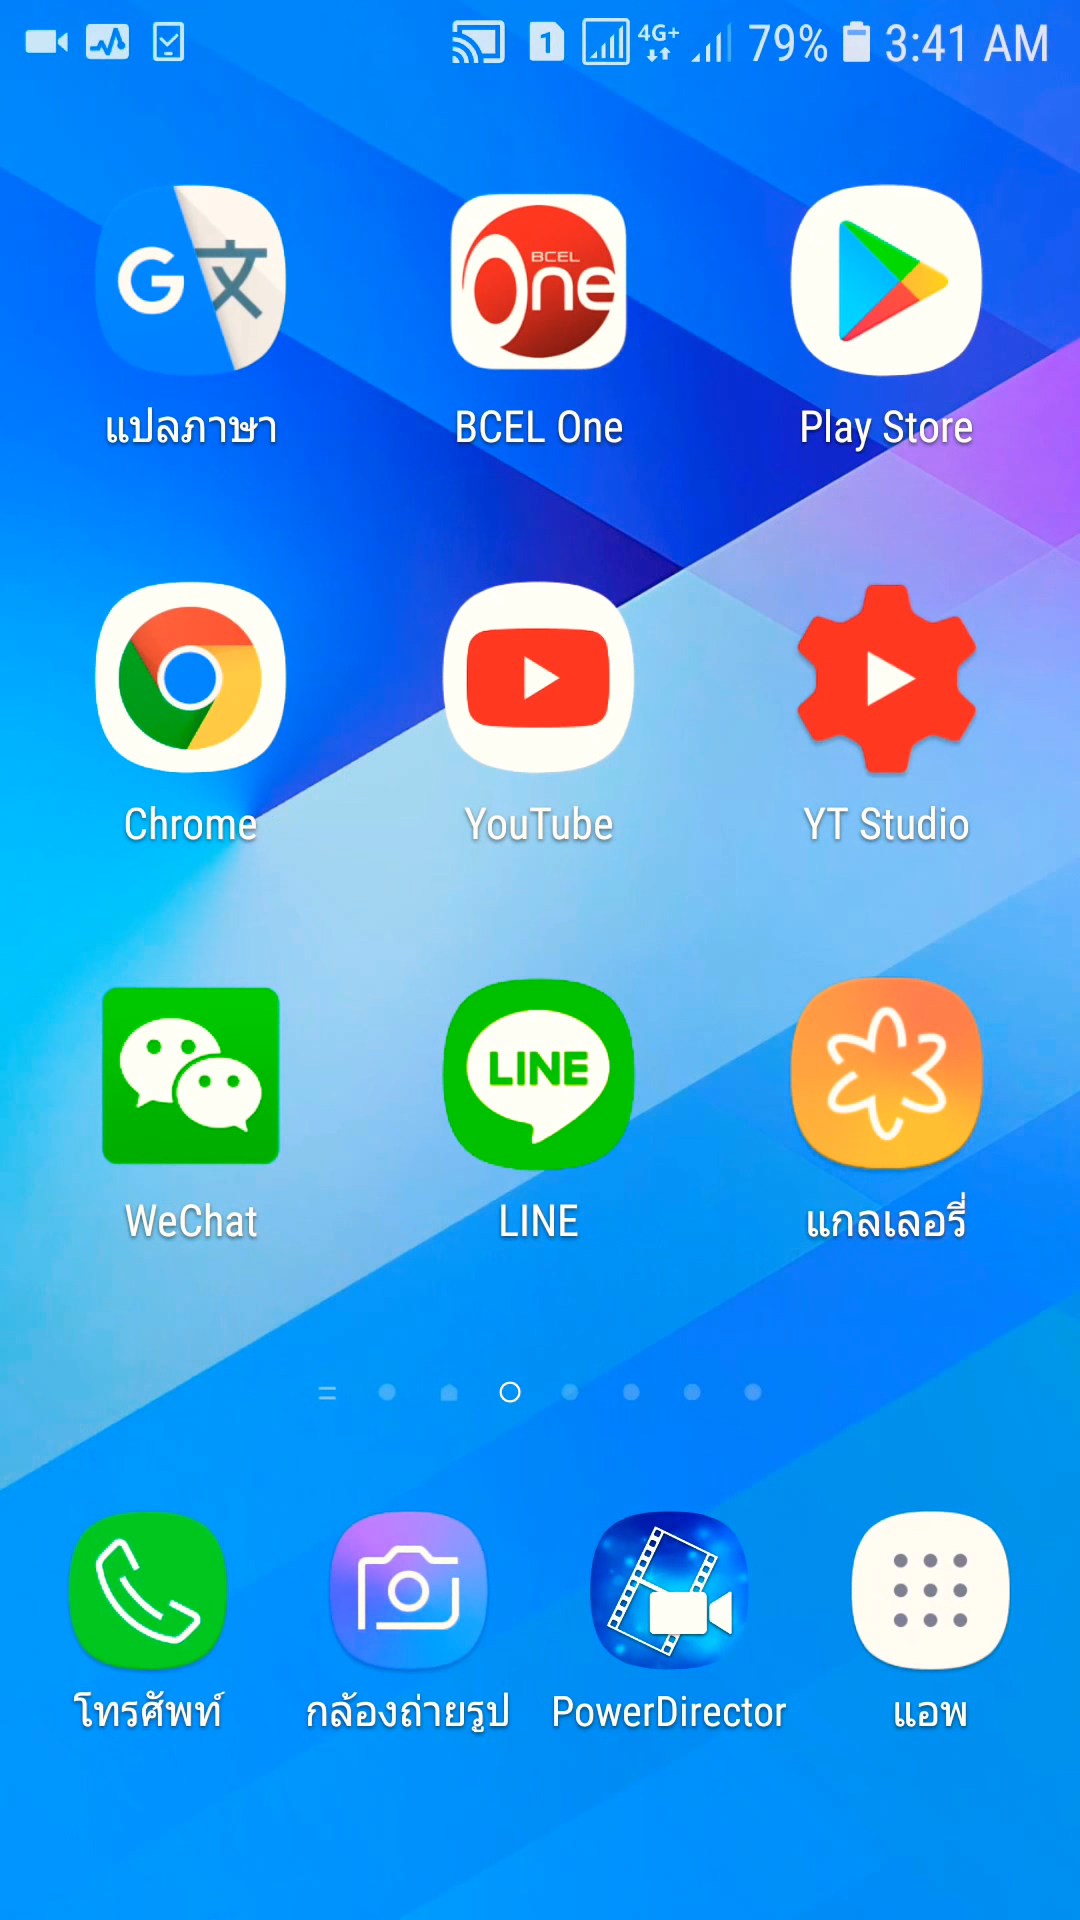 1 4G+ 79% 3:41 AM
G 文
BCEL
One
แปลภาษา BCEL One Play Store
Chrome YouTube YT Studio
LINE
WeChat LINE แกลเลอรี่
โทรศัพท์ กล้องถ่ายรูป PowerDirector แอพ